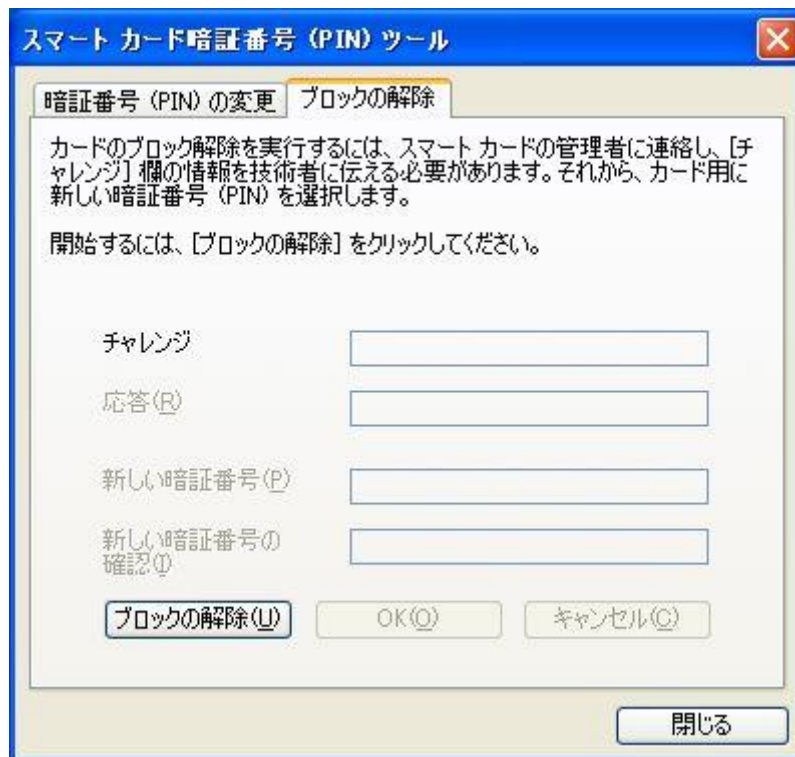 スマート カード暗証番号 (PIN) ツール
暗証番号 (PIN) の変更 ブロックの解除
カードのブロック解除を実行するには、スマート カードの管理者に連絡し、[チ
ャレンジ] 欄の情報を技術者に伝える必要があります。それから、カード用に
新しい暗証番号 (PIN) を選択します。
開始するには、[ブロックの解除] をクリックしてください。
チャレンジ
応答(R)
新しい暗証番号(P)
新しい暗証番号の
確認(I)
ブロックの解除(U) OK(O) キャンセル(C)
閉じる